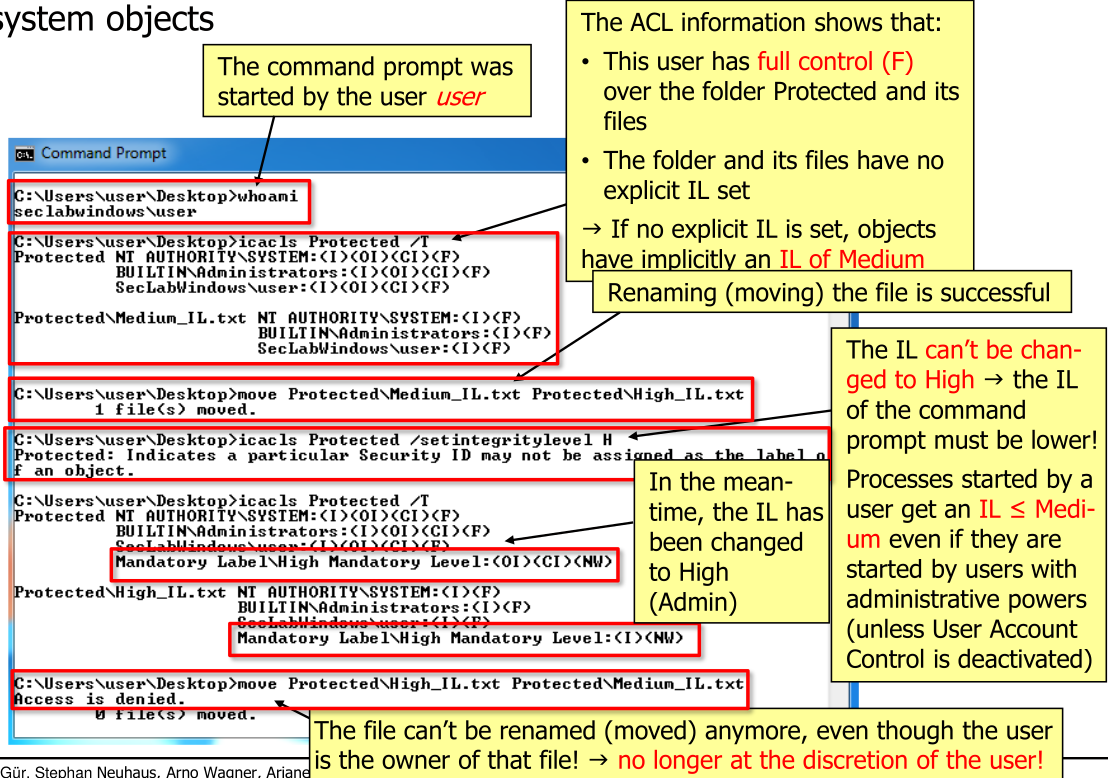 system objects
The ACL information shows that:
• This user has full control (F)
over the folder Protected and its
files
• The folder and its files have no
explicit IL set
→ If no explicit IL is set, objects
have implicitly an IL of Medium
The command prompt was
started by the user user
Command Prompt
C:\Users\user\Desktop>whoami
seclabwindows\user
C:\Users\user\Desktop>icacls Protected /T
Protected NT AUTHORITY\SYSTEM:(I)(OI)(CI)(F)
BUILTIN\Administrators:(I)(OI)(CI)(F)
SecLabWindows\user:(I)(OI)(CI)(F)
Renaming (moving) the file is successful
Protected\Medium_IL.txt NT AUTHORITY\SYSTEM:(I)(F)
BUILTIN\Administrators:(I)(F)
SecLabWindows\user:(I)(F)
C:\Users\user\Desktop>move Protected\Medium_IL.txt Protected\High_IL.txt
1 file(s) moved.
The IL can't be chan-
ged to High → the IL
of the command
prompt must be lower!
Processes started by a
user get an IL ≤ Medi-
um even if they are
started by users with
administrative powers
(unless User Account
Control is deactivated)
C:\Users\user\Desktop>icacls Protected /setintegritylevel H
Protected: Indicates a particular Security ID may not be assigned as the label o
f an object.
In the mean-
time, the IL has
been changed
to High
(Admin)
C:\Users\user\Desktop>icacls Protected /T
Protected NT AUTHORITY\SYSTEM:(I)(OI)(CI)(F)
BUILTIN\Administrators:(I)(OI)(CI)(F)
SecLabWindows\user:(I)(OI)(CI)(F)
Mandatory Label\High Mandatory Level:(OI)(CI)(NW)
Protected\High_IL.txt NT AUTHORITY\SYSTEM:(I)(F)
BUILTIN\Administrators:(I)(F)
SecLabWindows\user:(I)(F)
Mandatory Label\High Mandatory Level:(I)(NW)
C:\Users\user\Desktop>move Protected\High_IL.txt Protected\Medium_IL.txt
Access is denied.
0 file(s) moved.
The file can't be renamed (moved) anymore, even though the user
is the owner of that file! → no longer at the discretion of the user!
Gür, Stephan Neuhaus, Arno Wagner, Ariane